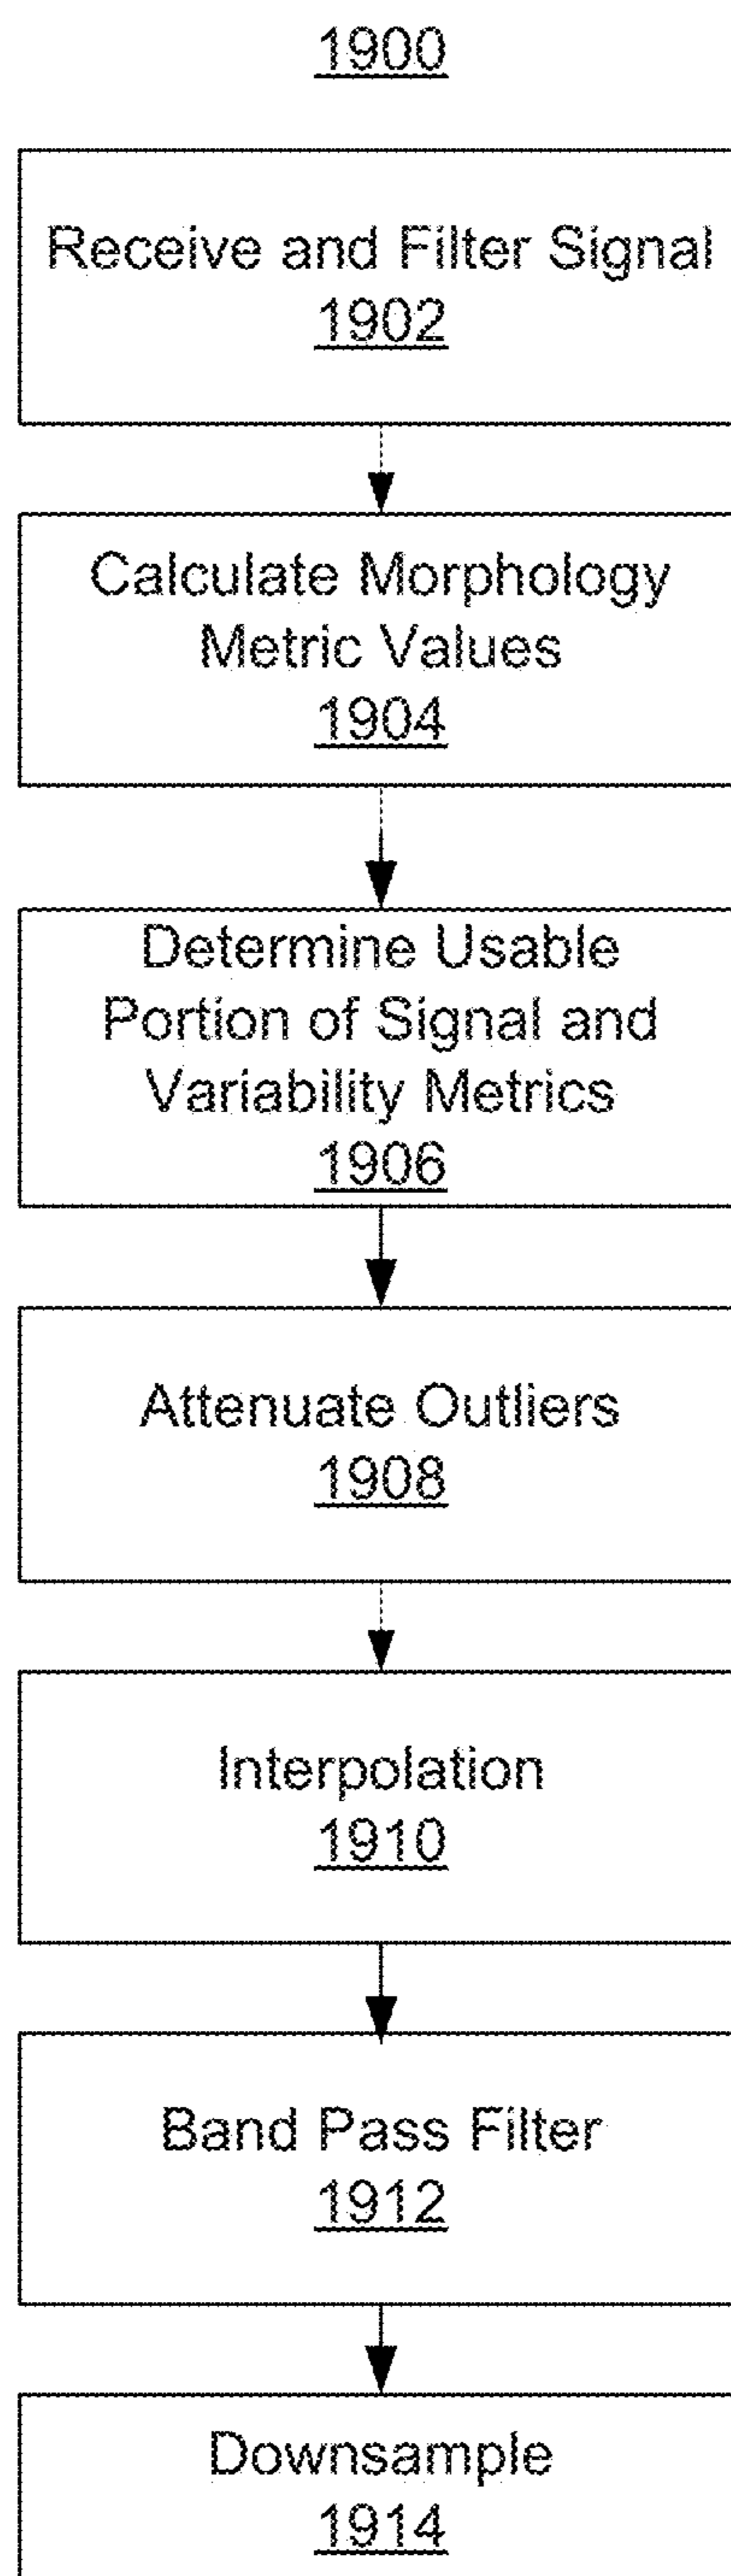 1900
Receive and Filter Signal
1902
Calculate Morphology
Metric Values
1904
Determine Usable
Portion of Signal and
Variability Metrics
1906
Attenuate Outliers
1908
Interpolation
1910
Band Pass Filter
1912
Downsample
1914